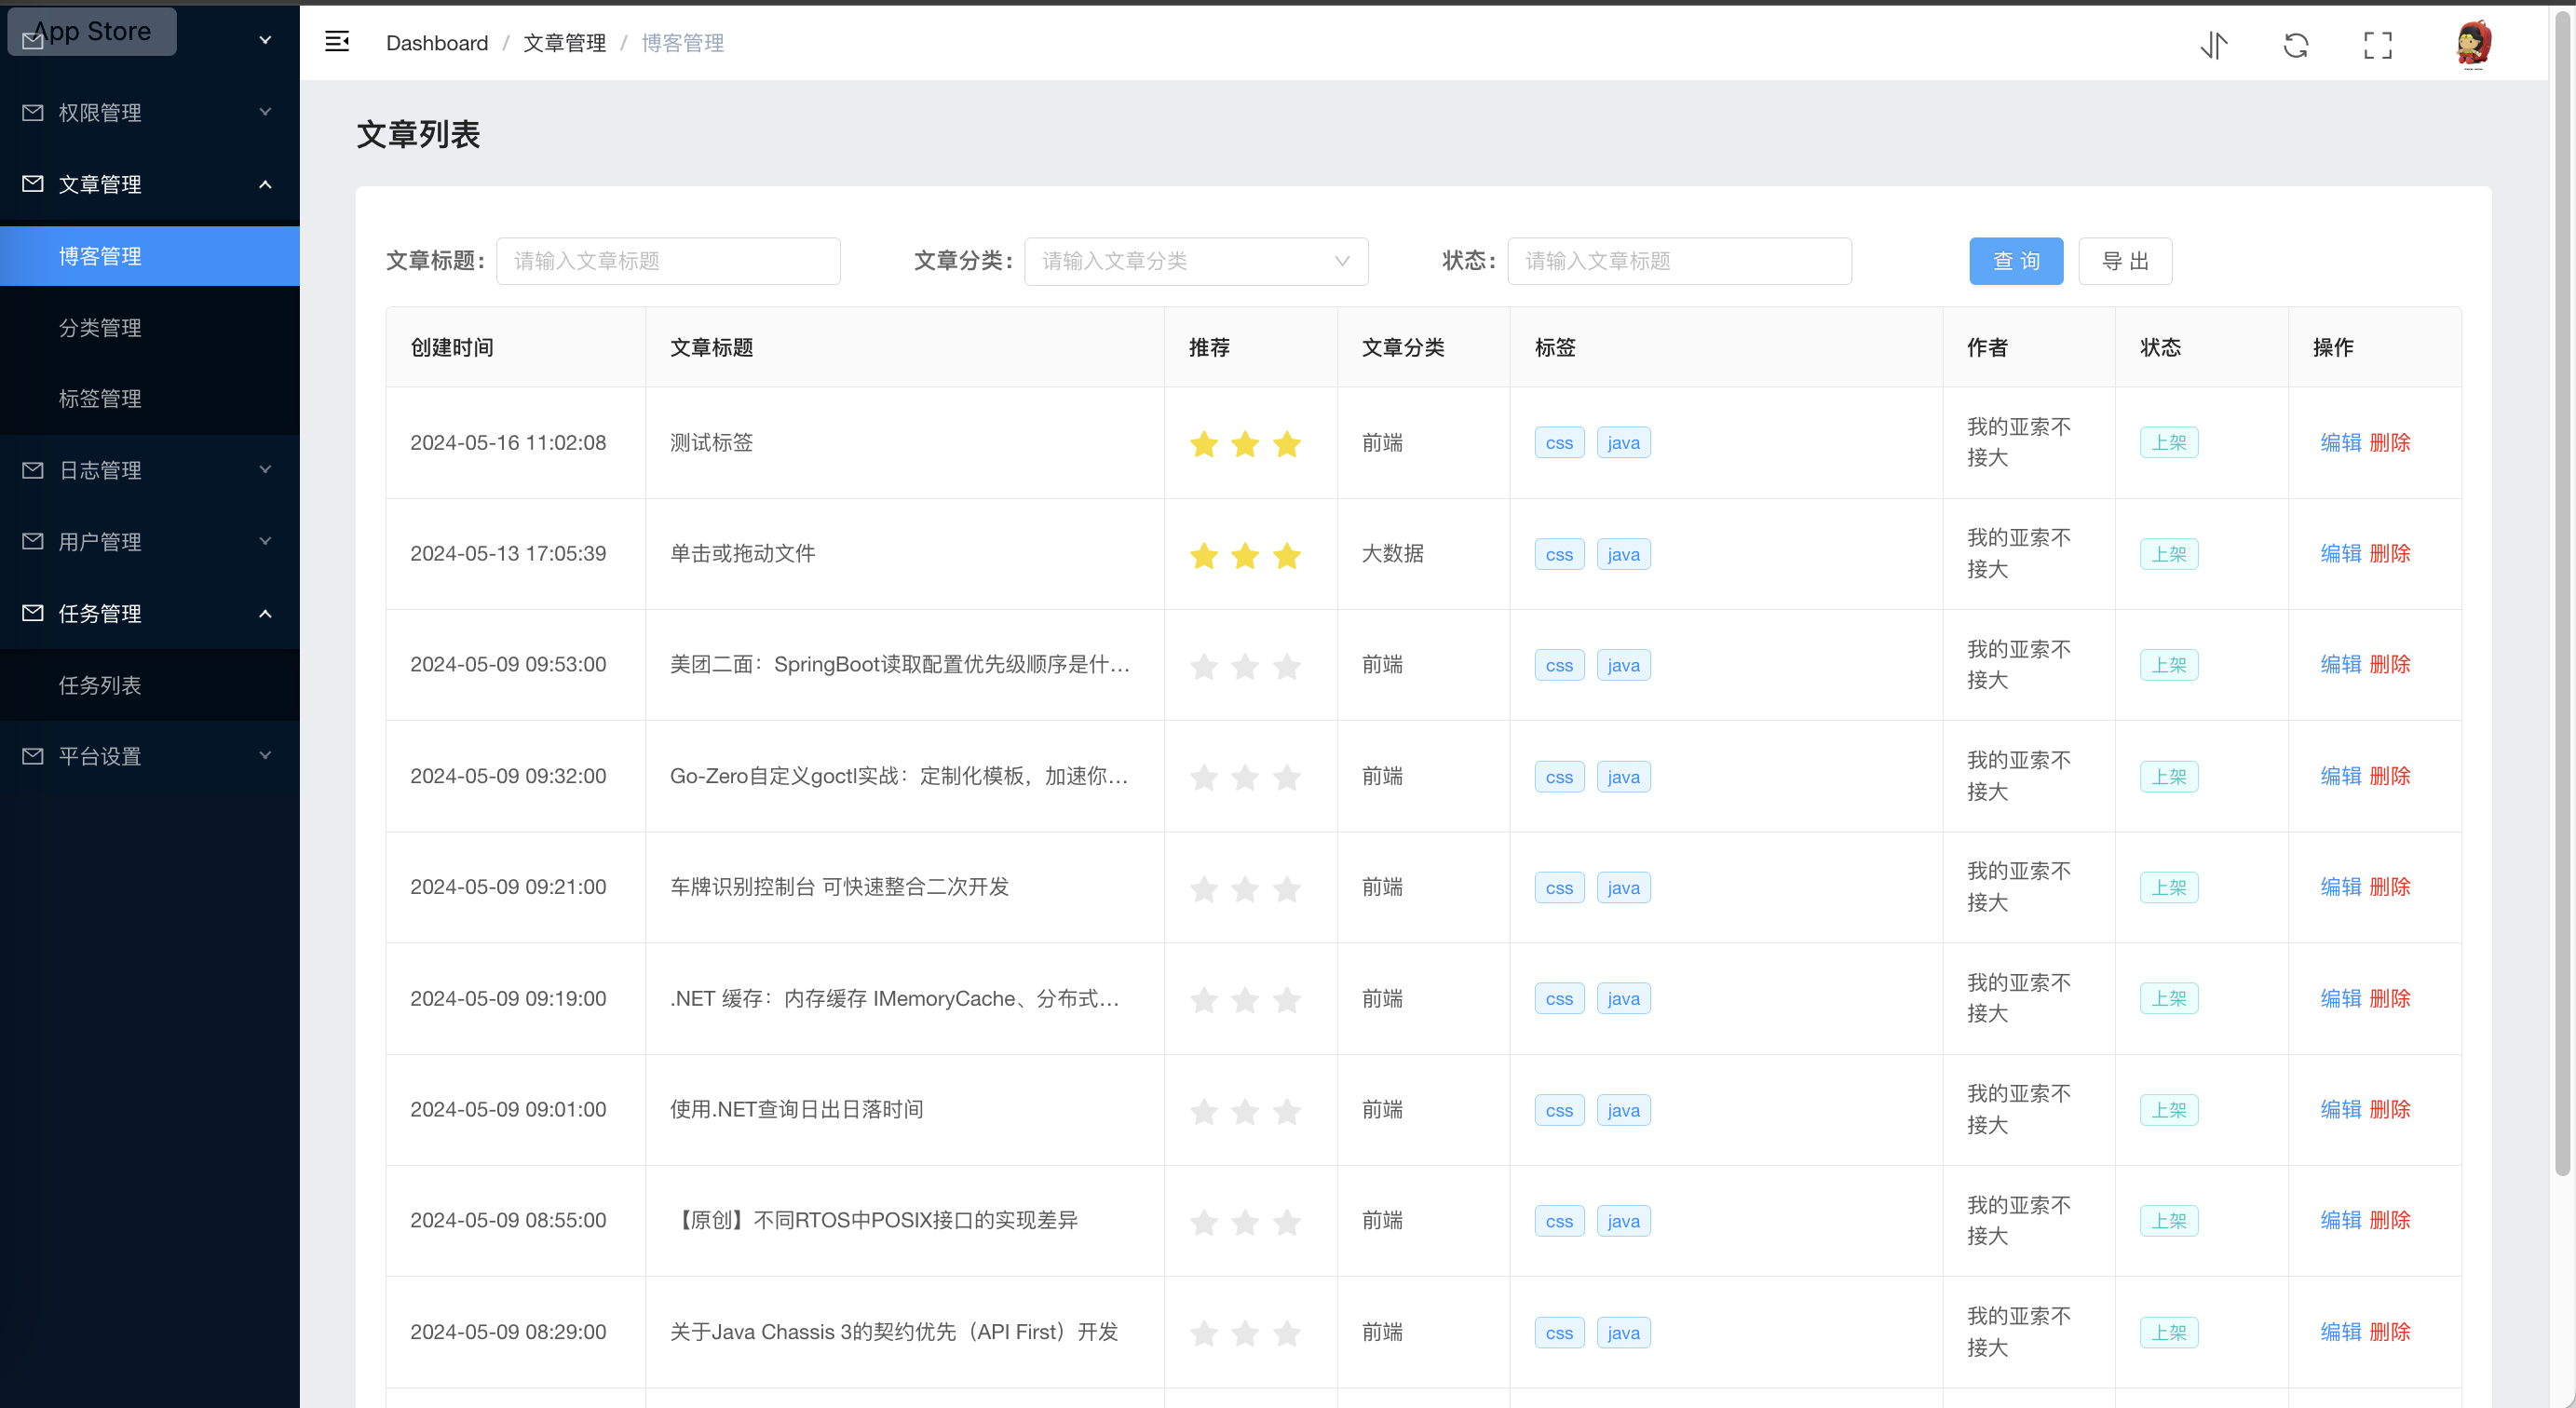 App Store
Dashboard / 文章管理 / 博客管理
权限管理
文章管理
博客管理
分类管理
标签管理
日志管理
用户管理
任务管理
任务列表
平台设置
文章列表
文章标题: 请输入文章标题 文章分类: 请输入文章分类 状态: 请输入文章标题 查 询 导 出
创建时间 文章标题 推荐 文章分类 标签 作者 状态 操作
2024-05-16 11:02:08 测试标签 前端 css java 我的亚索不接大 上架 编辑 删除
2024-05-13 17:05:39 单击或拖动文件 大数据 css java 我的亚索不接大 上架 编辑 删除
2024-05-09 09:53:00 美团二面：SpringBoot读取配置优先级顺序是什... 前端 css java 我的亚索不接大 上架 编辑 删除
2024-05-09 09:32:00 Go-Zero自定义goctl实战：定制化模板，加速你... 前端 css java 我的亚索不接大 上架 编辑 删除
2024-05-09 09:21:00 车牌识别控制台 可快速整合二次开发 前端 css java 我的亚索不接大 上架 编辑 删除
2024-05-09 09:19:00 .NET 缓存：内存缓存 IMemoryCache、分布式... 前端 css java 我的亚索不接大 上架 编辑 删除
2024-05-09 09:01:00 使用.NET查询日出日落时间 前端 css java 我的亚索不接大 上架 编辑 删除
2024-05-09 08:55:00 【原创】不同RTOS中POSIX接口的实现差异 前端 css java 我的亚索不接大 上架 编辑 删除
2024-05-09 08:29:00 关于Java Chassis 3的契约优先（API First）开发 前端 css java 我的亚索不接大 上架 编辑 删除